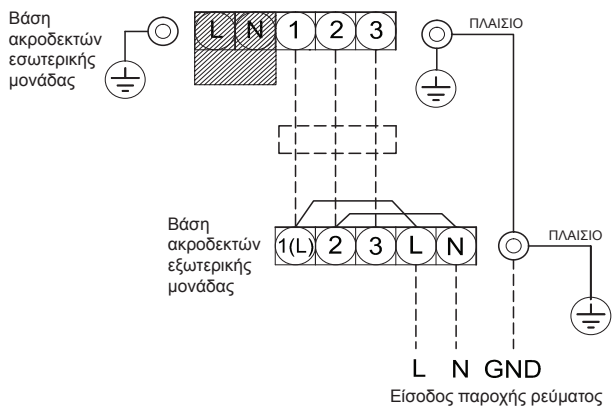 Βάση
ακροδεκτών
εσωτερικής
μονάδας
L N 1 2 3
ΠΛΑΙΣΙΟ
Βάση
ακροδεκτών
εξωτερικής
μονάδας
1(L) 2 3 L N
ΠΛΑΙΣΙΟ
L N GND
Είσοδος παροχής ρεύματος